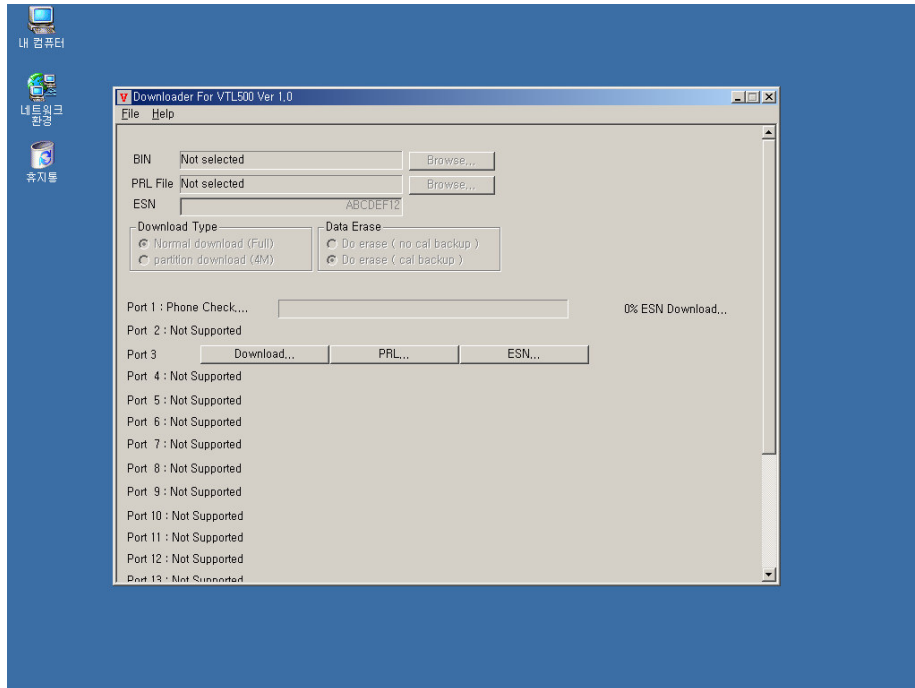 내 컴퓨터
네트워크
환경
휴지통
Downloader For VTL500 Ver 1.0
File Help
BIN Not selected Browse...
PRL File Not selected Browse...
ESN ABCDEF12
Download Type
Normal download (Full)
partition download (4M)
Data Erase
Do erase ( no cal backup )
Do erase ( cal backup )
Port 1 : Phone Check.... 0% ESN Download...
Port 2 : Not Supported
Port 3 Download... PRL... ESN...
Port 4 : Not Supported
Port 5 : Not Supported
Port 6 : Not Supported
Port 7 : Not Supported
Port 8 : Not Supported
Port 9 : Not Supported
Port 10 : Not Supported
Port 11 : Not Supported
Port 12 : Not Supported
Port 13 : Not Supported